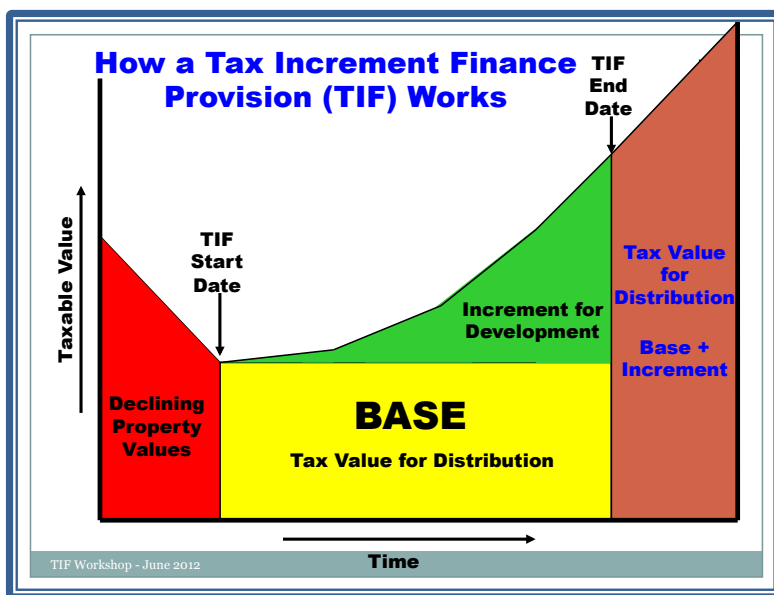 How a Tax Increment Finance
Provision (TIF) Works
TIF
End
Date
TIF
Start
Date
Taxable Value
Increment for
Development
Tax Value
for
Distribution
Base +
Increment
Declining
Property
Values
BASE
Tax Value for Distribution
Time
TIF Workshop - June 2012